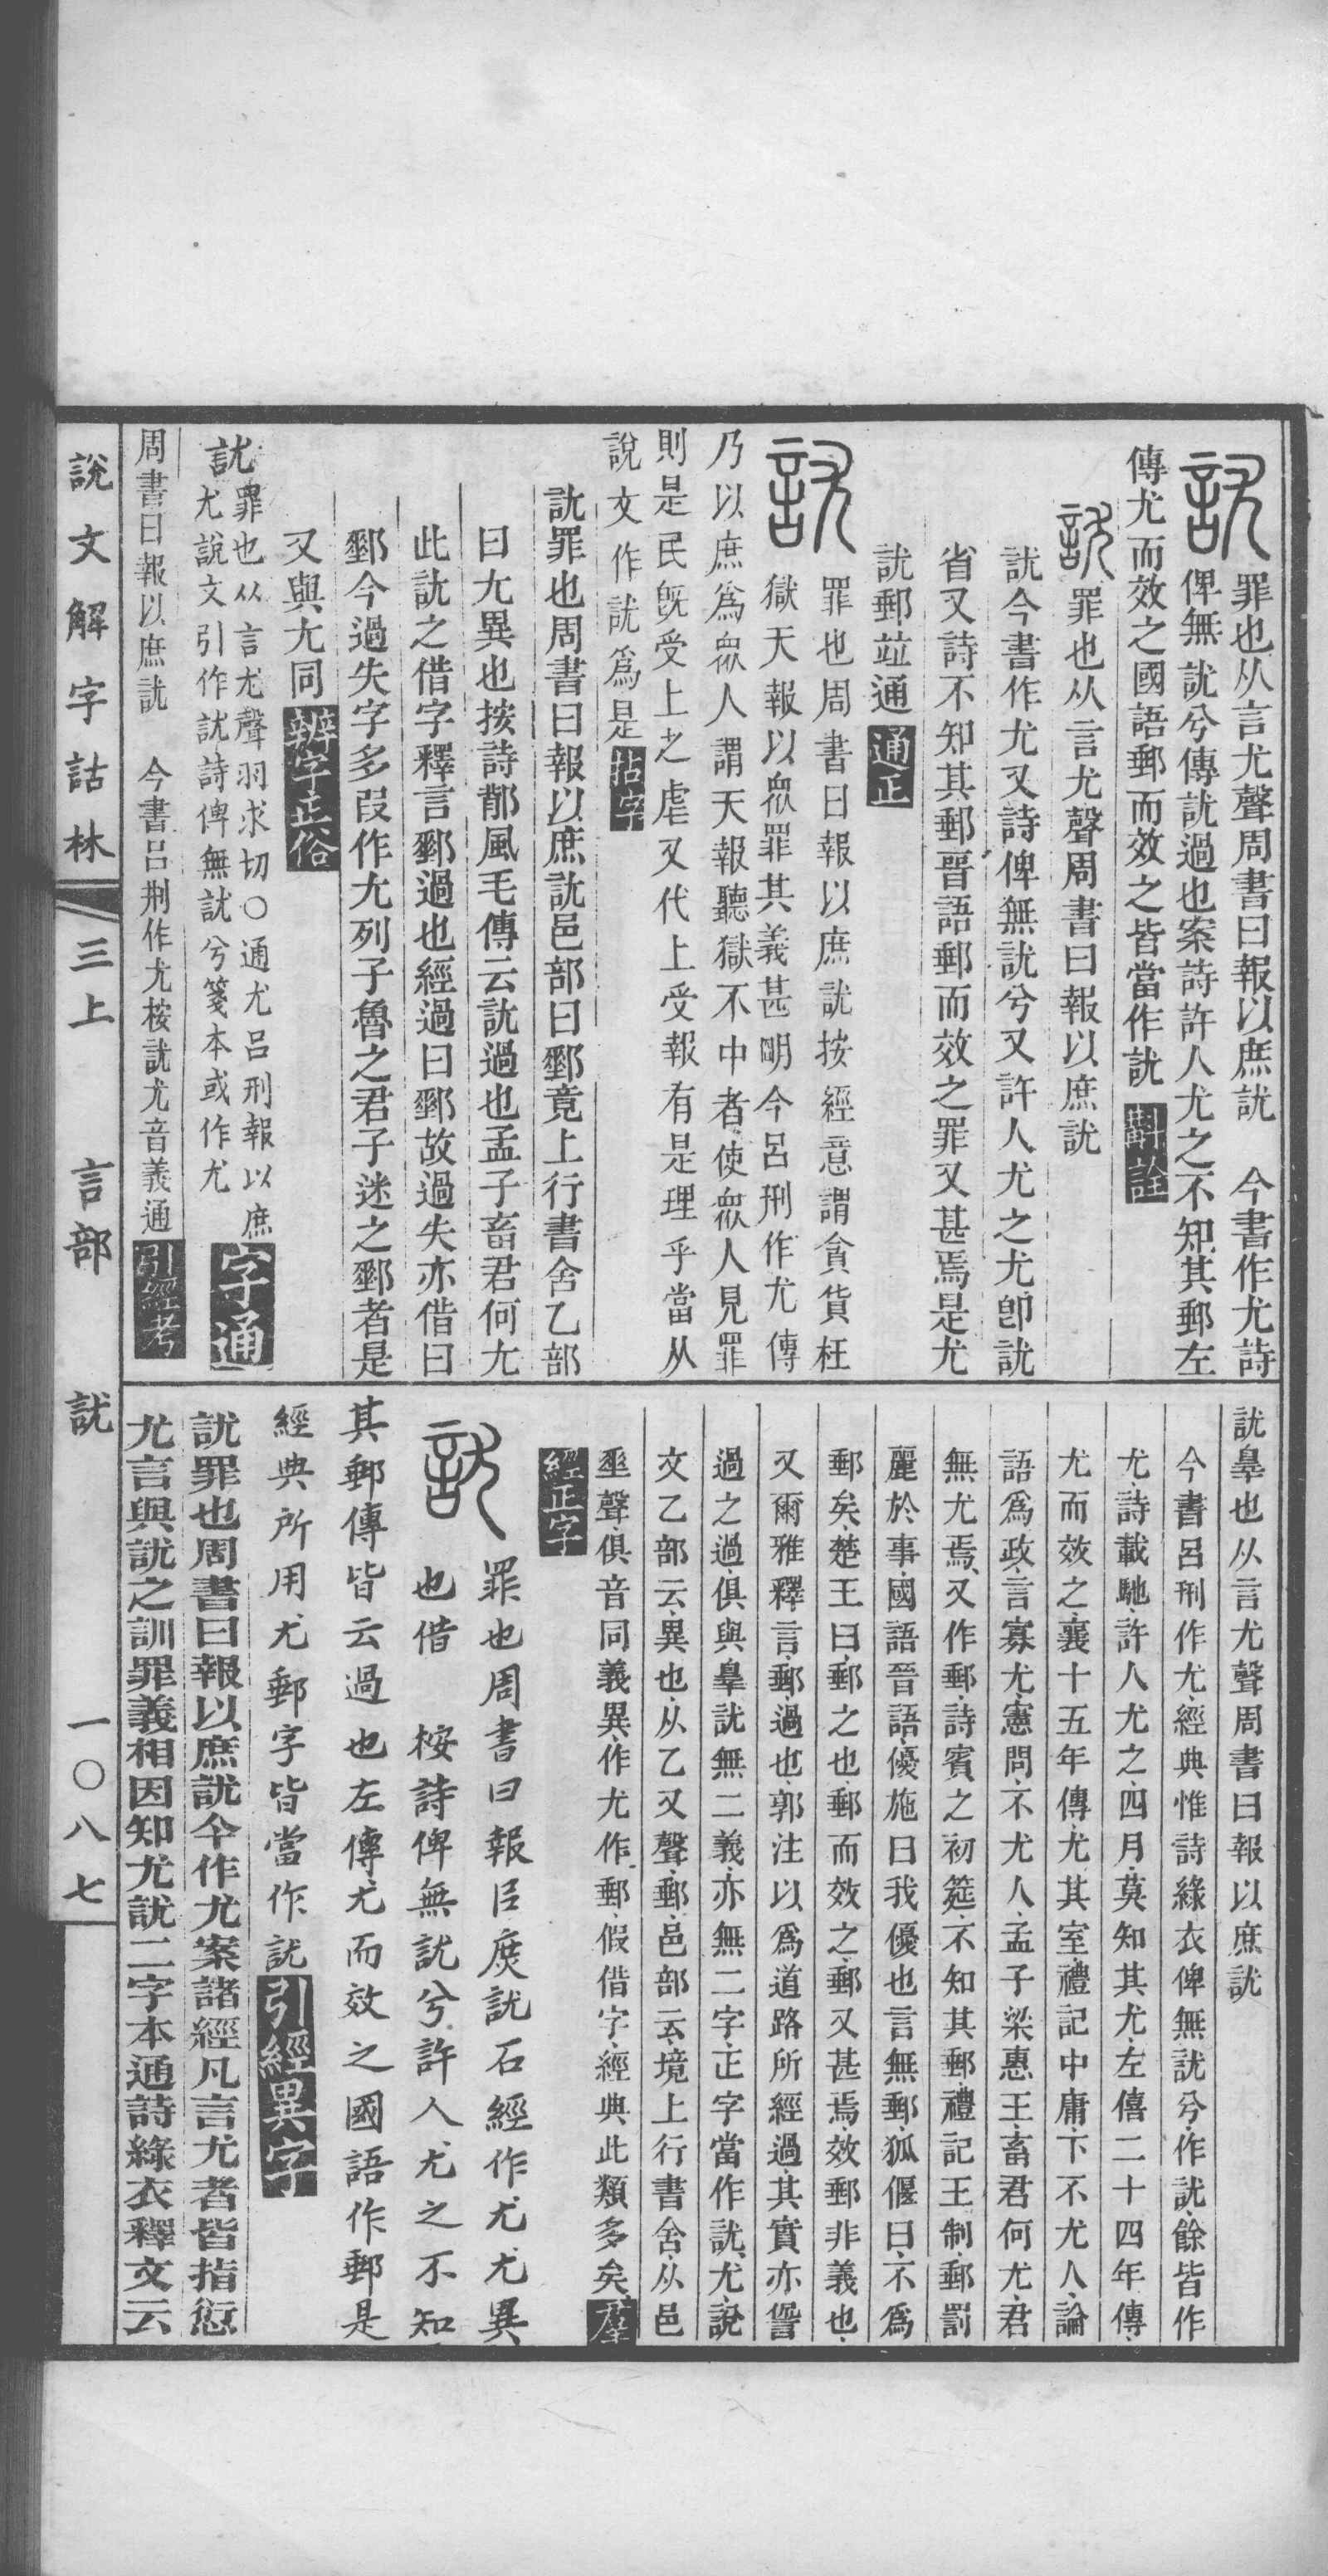 訧 罪也从言尤聲周書曰報以庶訧 今書作尤詩
俾無訧兮傳訧過也案詩許人尤之不知其郵左
傳尤而效之國語郵而效之皆當作訧 斠詮
訧 罪也从言尤聲周書曰報以庶訧
訧今書作尤又詩俾無訧兮又許人尤之尤卽訧
省又詩不知其郵晉語郵而效之罪又甚焉是尤
訧郵竝通 通正
訧 罪也周書曰報以庶訧按經意謂貪貨枉
獄天報以眾罪其義甚明今呂刑作尤傳
乃以庶爲眾人謂天報聽獄不中者使眾人見罪
則是民旣受上之虐又代上受報有是理乎當从
說文作訧爲是 拈字
訧罪也周書曰報以庶訧邑部曰郵竟上行書舍乙部
曰尤異也按詩鄁風毛傳云訧過也孟子畜君何尤
此訧之借字釋言郵過也經過曰郵故過失亦借曰
郵今過失字多叚作尤列子魯之君子迷之郵者是
又與尤同 辨字正俗
訧 罪也从言尤聲羽求切○通尤呂刑報以庶
尤說文引作訧詩俾無訧兮箋本或作尤 字通
周書曰報以庶訧 今書呂刑作尤桉訧尤音義通 引經考
訧辠也从言尤聲周書曰報以庶訧
今書呂刑作尤經典惟詩綠衣俾無訧兮作訧餘皆作
尤詩載馳許人尤之四月莫知其尤左僖二十四年傳
尤而效之襄十五年傳尤其室禮記中庸下不尤人論
語爲政言寡尤憲問不尤人孟子梁惠王畜君何尤君
無尤焉又作郵詩賓之初筵不知其郵禮記王制郵罰
麗於事國語晉語優施曰我優也言無郵狐偃曰不爲
郵矣楚王曰郵之也郵而效之郵又甚焉效郵非義也
又爾雅釋言郵過也郭注以爲道路所經過其實亦諐
過之過俱與辠訧無二義亦無二字正字當作訧尤說
文乙部云異也从乙又聲郵邑部云境上行書舍从邑
垂聲俱音同義異作尤作郵假借字經典此類多矣 羣
經正字
訧 罪也周書曰報㠯庶訧石經作尤尤異
也借 桉詩俾無訧兮許人尤之不知
其郵傳皆云過也左傳尤而效之國語作郵是
經典所用尤郵字皆當作訧 引經異字
訧罪也周書曰報以庶訧今作尤案諸經凡言尤者皆指愆
尤言與訧之訓罪義相因知尤訧二字本通詩綠衣釋文云
說文解字詁林 三上 言部 訧 一〇八七